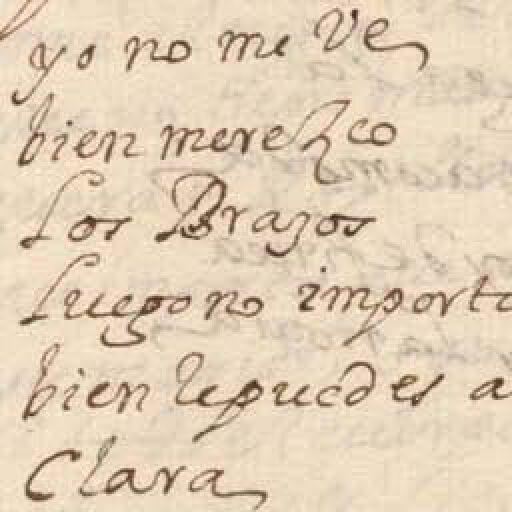 yo no me ve
bien merezco
Los Brazos
Luego no importa
bien le puedes a
Clara